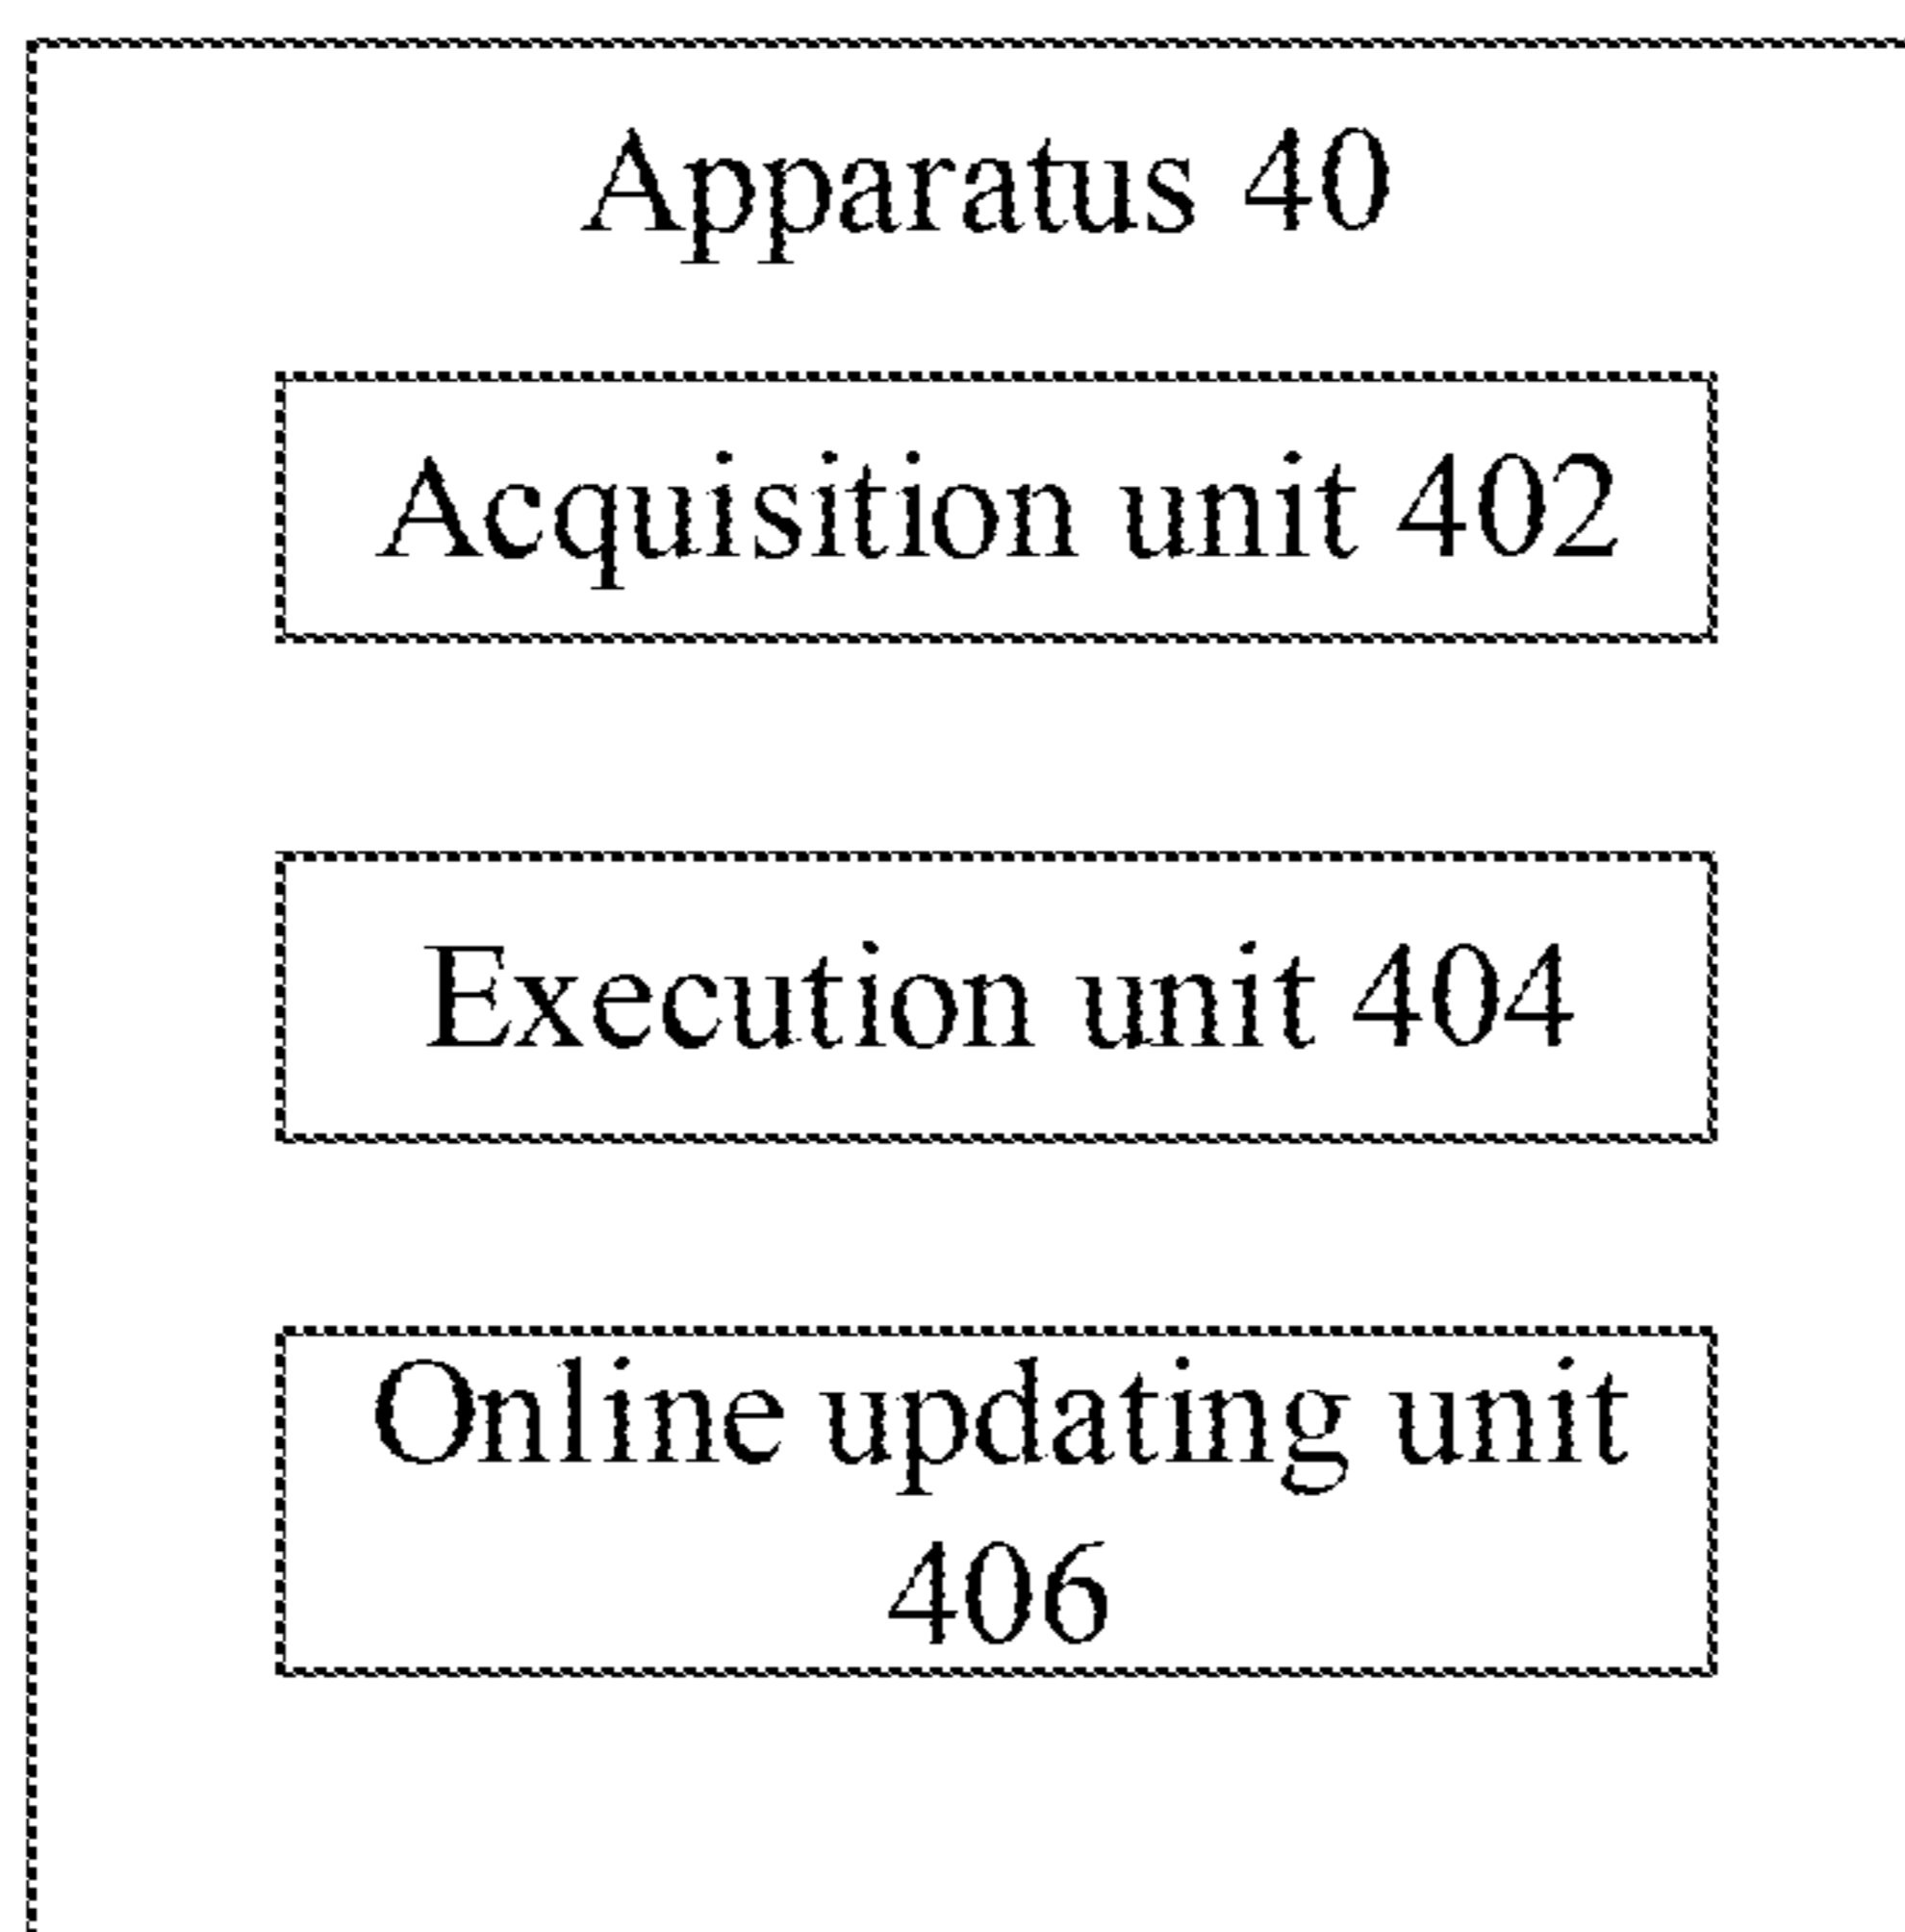 Apparatus 40
Acquisition unit 402
Execution unit 404
Online updating unit
406